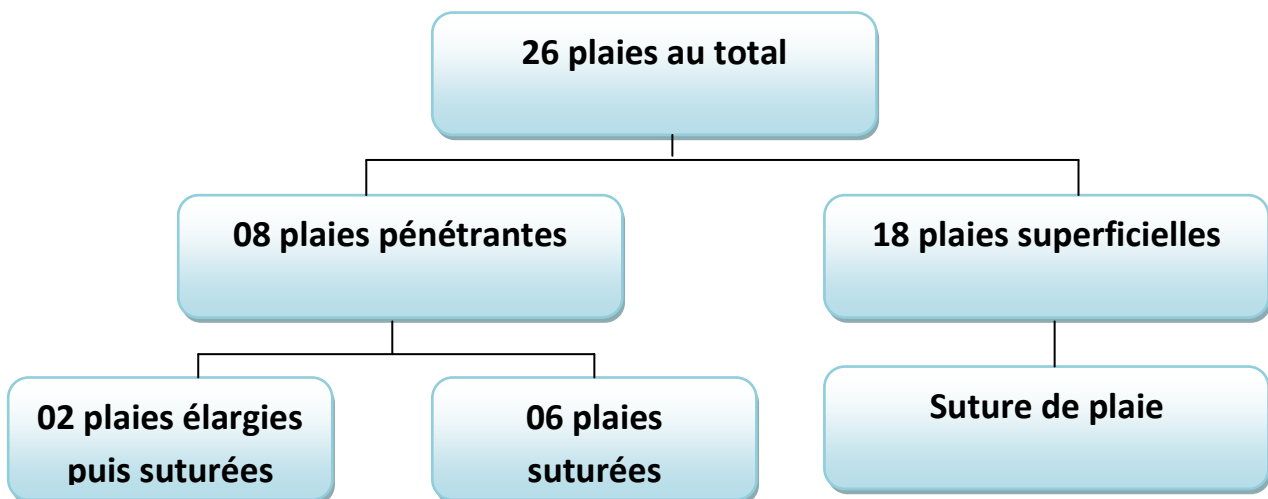 26 plaies au total
08 plaies pénétrantes
18 plaies superficielles
02 plaies élargies
puis suturées
06 plaies
suturées
Suture de plaie